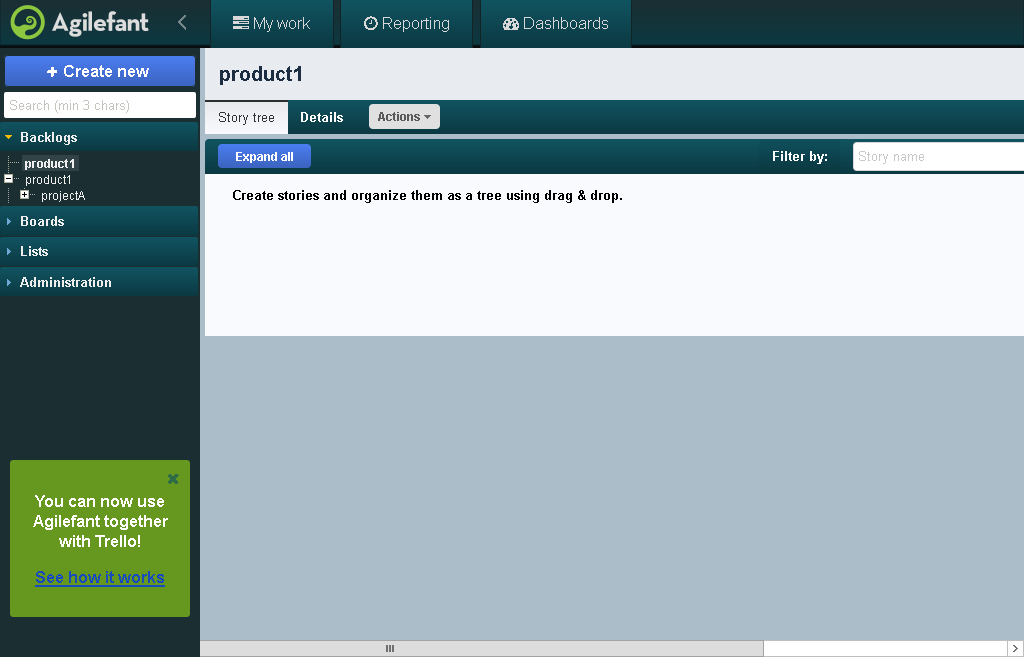 Agilefant
My work
Reporting
Dashboards
+ Create new
Search (min 3 chars)
Backlogs
product1
product1
projectA
Boards
Lists
Administration
You can now use
Agilefant together
with Trello!
See how it works
product1
Story tree
Details
Actions
Expand all
Filter by:
Story name
Create stories and organize them as a tree using drag & drop.